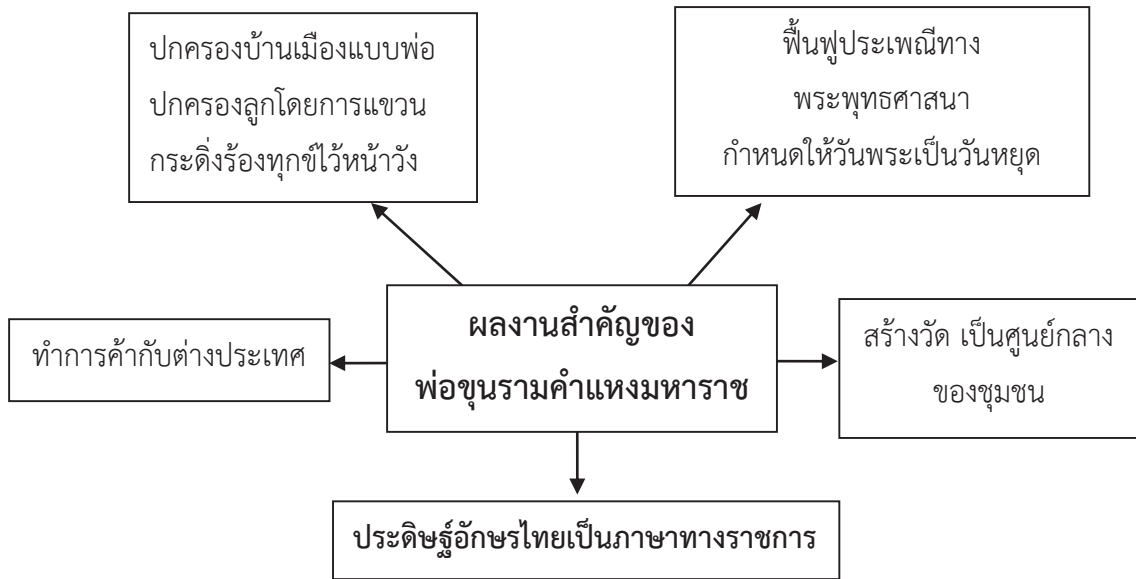 ปกครองบ้านเมืองแบบพ่อ
ปกครองลูกโดยการแขวน
กระดิ่งร้องทุกข์ไว้หน้าวัง
ฟื้นฟูประเพณีทาง
พระพุทธศาสนา
กำหนดให้วันพระเป็นวันหยุด
ทำการค้ากับต่างประเทศ
ผลงานสำคัญของ
พ่อขุนรามคำแหงมหาราช
สร้างวัด เป็นศูนย์กลาง
ของชุมชน
ประดิษฐ์อักษรไทยเป็นภาษาทางราชการ